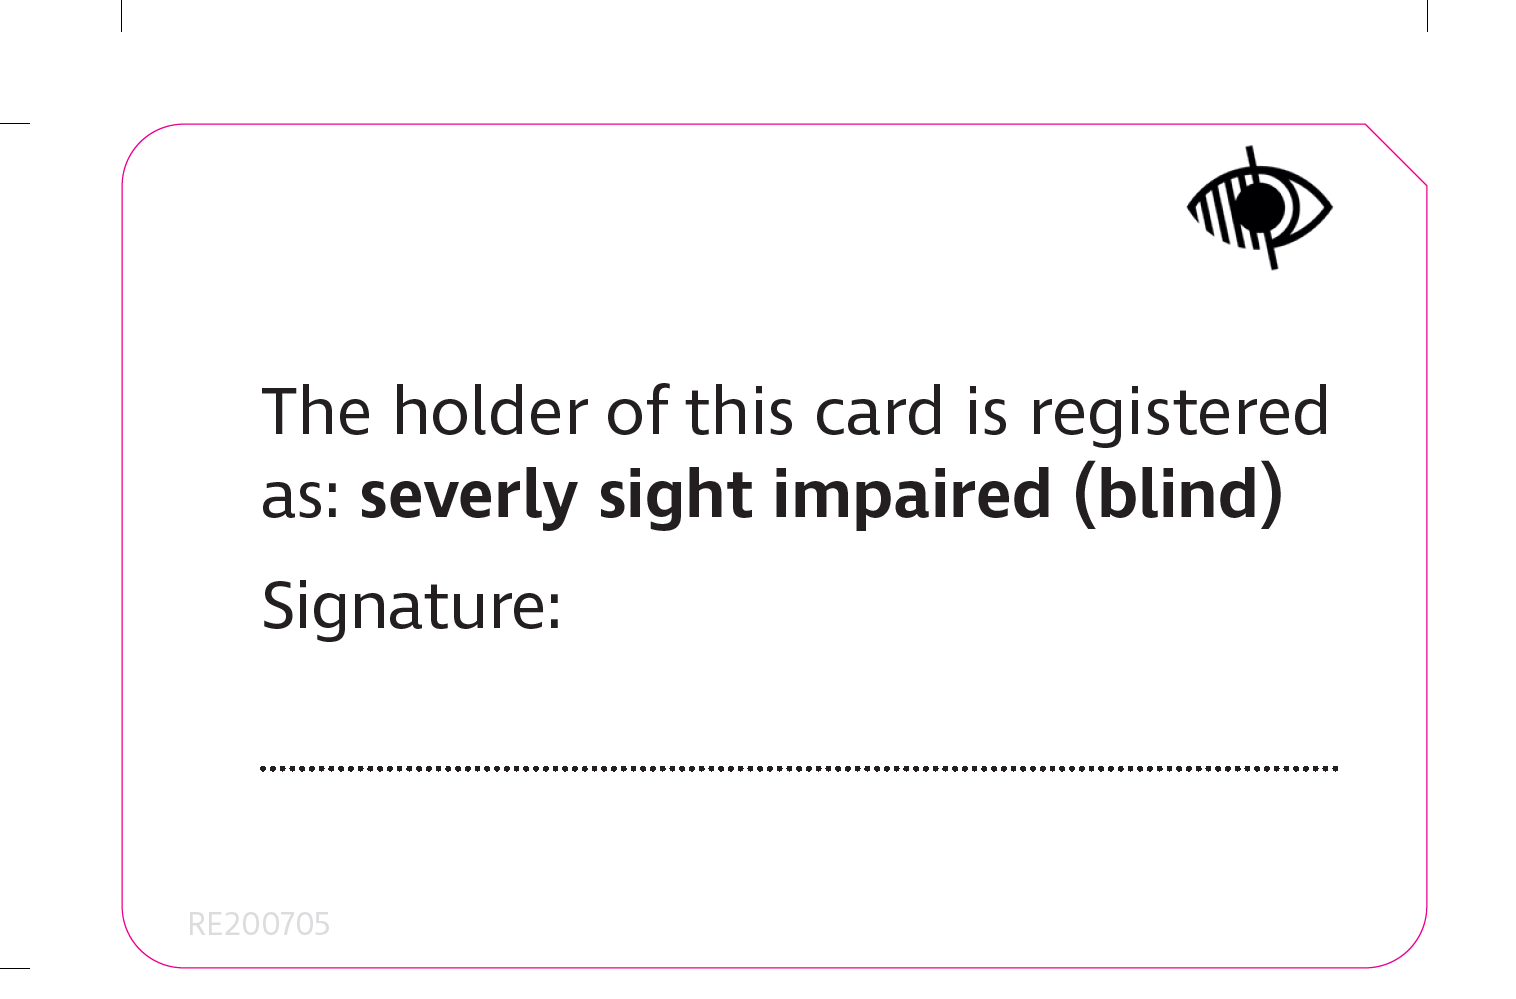 The holder of this card is registered
as: severly sight impaired (blind)
Signature:
RE200705